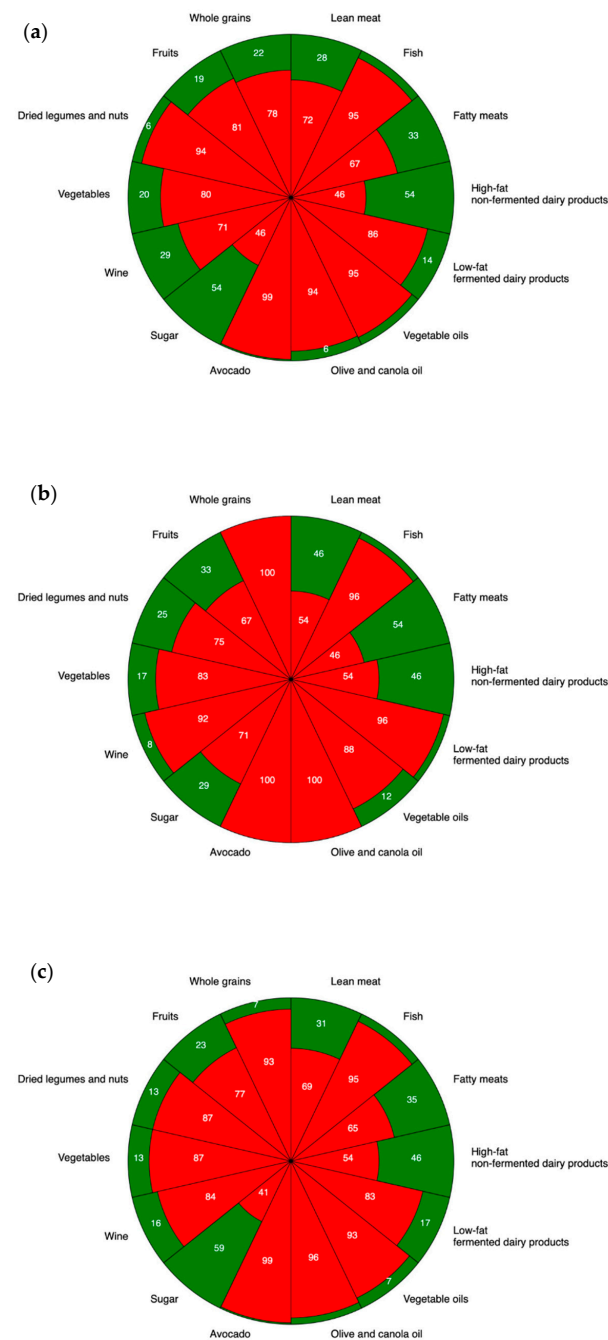 (a)
Whole grains
Lean meat
Fruits
Fish
22
28
19
95
Dried legumes and nuts
6
Fatty meats
33
78
72
81
94
67
Vegetables
20
80
46
54
High-fat
non-fermented dairy products
71
46
86
Wine
29
14
Low-fat
fermented dairy products
54
99
94
95
Sugar
Vegetable oils
6
Avocado
Olive and canola oil
(b)
Whole grains
Lean meat
Fruits
Fish
33
100
46
96
Dried legumes and nuts
25
Fatty meats
54
67
54
75
46
Vegetables
17
83
54
46
High-fat
non-fermented dairy products
92
71
96
Wine
8
88
Low-fat
fermented dairy products
29
100
100
12
Sugar
Vegetable oils
Avocado
Olive and canola oil
(c)
Whole grains
Lean meat
7
Fruits
Fish
23
31
95
93
Dried legumes and nuts
13
Fatty meats
35
77
69
87
65
Vegetables
13
87
54
46
High-fat
non-fermented dairy products
84
41
83
Wine
16
17
Low-fat
fermented dairy products
59
99
96
93
7
Sugar
Vegetable oils
Avocado
Olive and canola oil